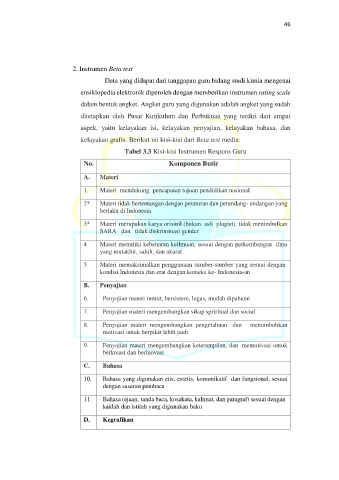 46
2. Instrumen Beta test
Data yang didapat dari tanggapan guru bidang studi kimia mengenai
ensiklopedia elektronik diperoleh dengan memberikan instrumen rating scale
dalam bentuk angket. Angket guru yang digunakan adalah angket yang sudah
ditetapkan oleh Pusat Kurikulum dan Perbukuan yang terdiri dari empat
aspek, yaitu kelayakan isi, kelayakan penyajian, kelayakan bahasa, dan
kelayakan grafis. Berikut ini kisi-kisi dari Beta test media:
Tabel 3.3 Kisi-kisi Instrumen Respons Guru
No. Komponen Butir
A. Materi
1. Materi mendukung pencapaian tujuan pendidikan nasional
2* Materi tidak bertentangan dengan peraturan dan perundang- undangan yang
berlaku di Indonesia
3* Materi merupakan karya orisinil (bukan asli plagiat), tidak menimbulkan
SARA dan tidak diskriminasi gender
4 Materi memiliki kebenaran keilmuan, sesuai dengan perkembangan ilmu
yang mutakhir, sahih, dan akurat
5 Materi memaksimalkan penggunaan sumber-sumber yang sesuai dengan
kondisi Indonesia dan erat dengan konteks ke- Indonesia-an
B. Penyajian
6. Penyajian materi runtut, bersistem, lugas, mudah dipahami
7. Penyajian materi mengembangkan sikap spriritual dan social
8. Penyajian materi mengembangkan pengetahuan dan menumbuhkan
motivasi untuk berpikir lebih jauh
9. Penyajian materi mengembangkan keterampilan, dan memotivasi untuk
berkreasi dan berinovasi
C. Bahasa
10. Bahasa yang digunakan etis, estetis, komunikatif dan fungsional, sesuai
dengan sasaran pembaca
11. Bahasa (ejaan, tanda baca, kosakata, kalimat, dan paragraf) sesuai dengan
kaidah dan istilah yang digunakan baku
D. Kegrafikan